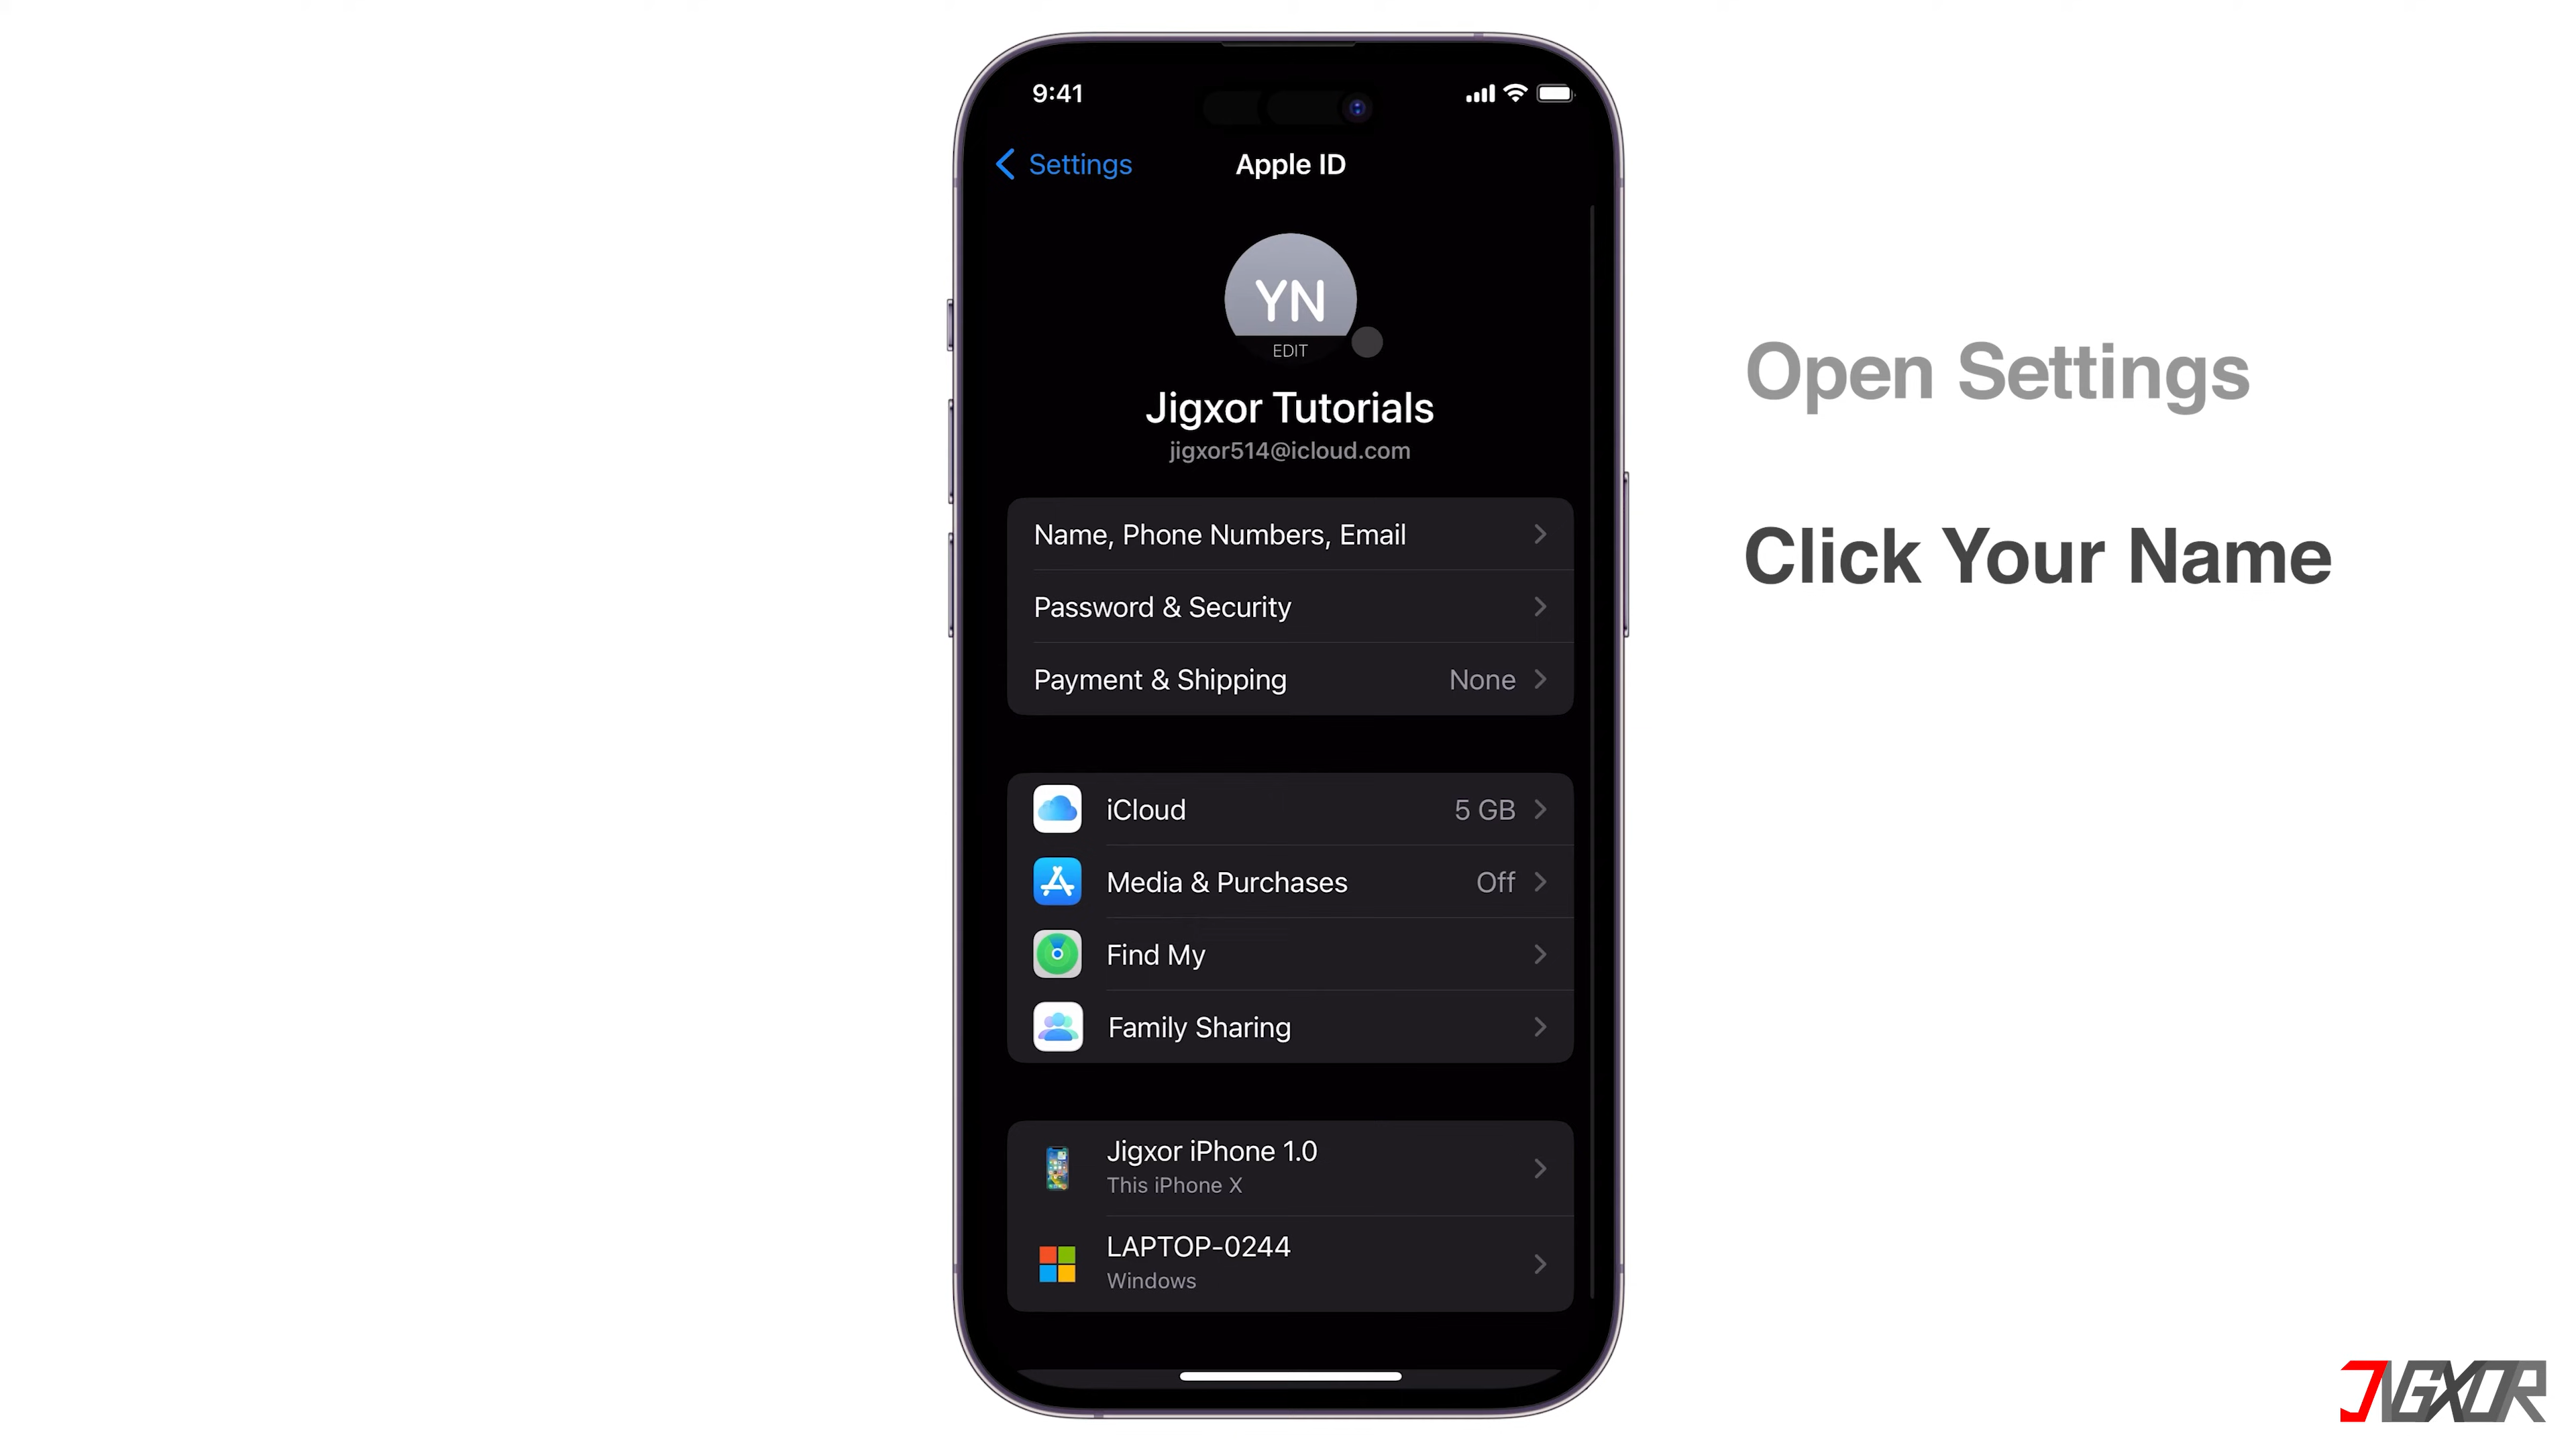 9:41
Settings
Apple ID
YN
EDIT
Jigxor Tutorials
jigxor514@icloud.com
Name, Phone Numbers, Email
Password & Security
Payment & Shipping None
iCloud 5 GB
Media & Purchases Off
Find My
Family Sharing
Jigxor iPhone 1.0
This iPhone X
LAPTOP-0244
Windows
Open Settings
Click Your Name
JIGXOR